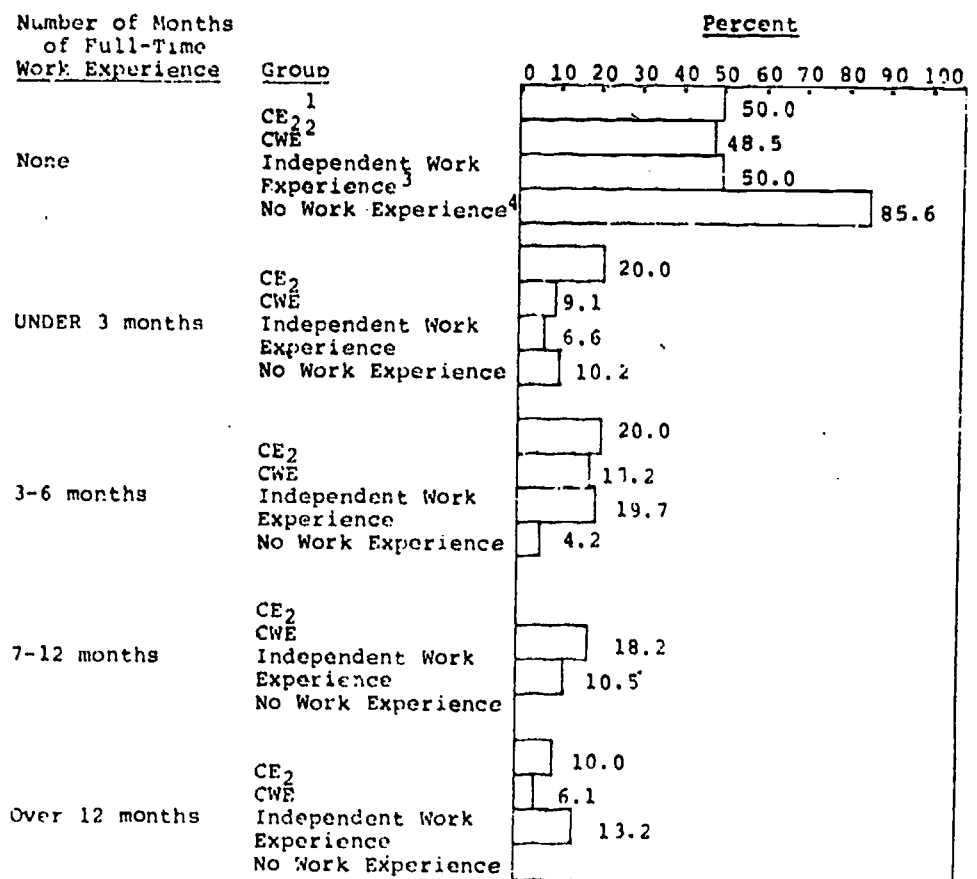 Number of Months
of Full-Time
Work Experience Group Percent
0 10 20 30 40 50 60 70 80 90 100
CE2 1 50.0
CWE 2 48.5
None Independent Work
Experience 3 50.0
No Work Experience 4 85.6
CE2 20.0
CWE 9.1
UNDER 3 months Independent Work
Experience 6.6
No Work Experience 10.2
CE2 20.0
CWE
3-6 months Independent Work
Experience 19.7
No Work Experience 4.2
CE2
CWE 18.2
7-12 months Independent Work
Experience 10.5
No Work Experience
CE2 10.0
CWE 6.1
Over 12 months Independent Work
Experience 13.2
No Work Experience